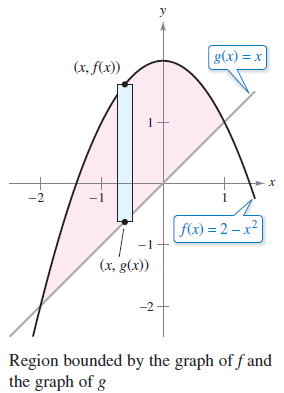 y
(x, f(x))
g(x) = x
1
-2
-1
1
x
f(x) = 2 − x²
-1
(x, g(x))
-2
Region bounded by the graph of f and
the graph of g